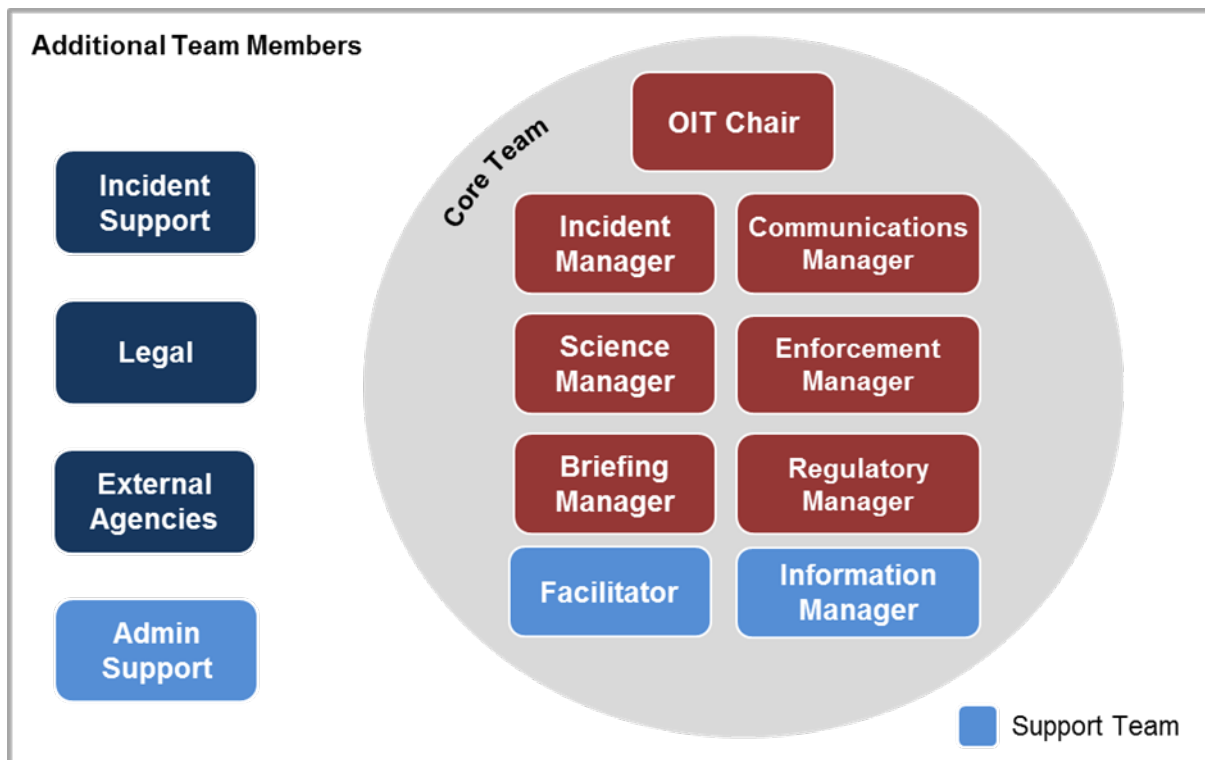 Additional Team Members
Incident
Support
Legal
External
Agencies
Admin
Support
Core Team
OIT Chair
Incident
Manager
Communications
Manager
Science
Manager
Enforcement
Manager
Briefing
Manager
Regulatory
Manager
Facilitator
Information
Manager
Support Team